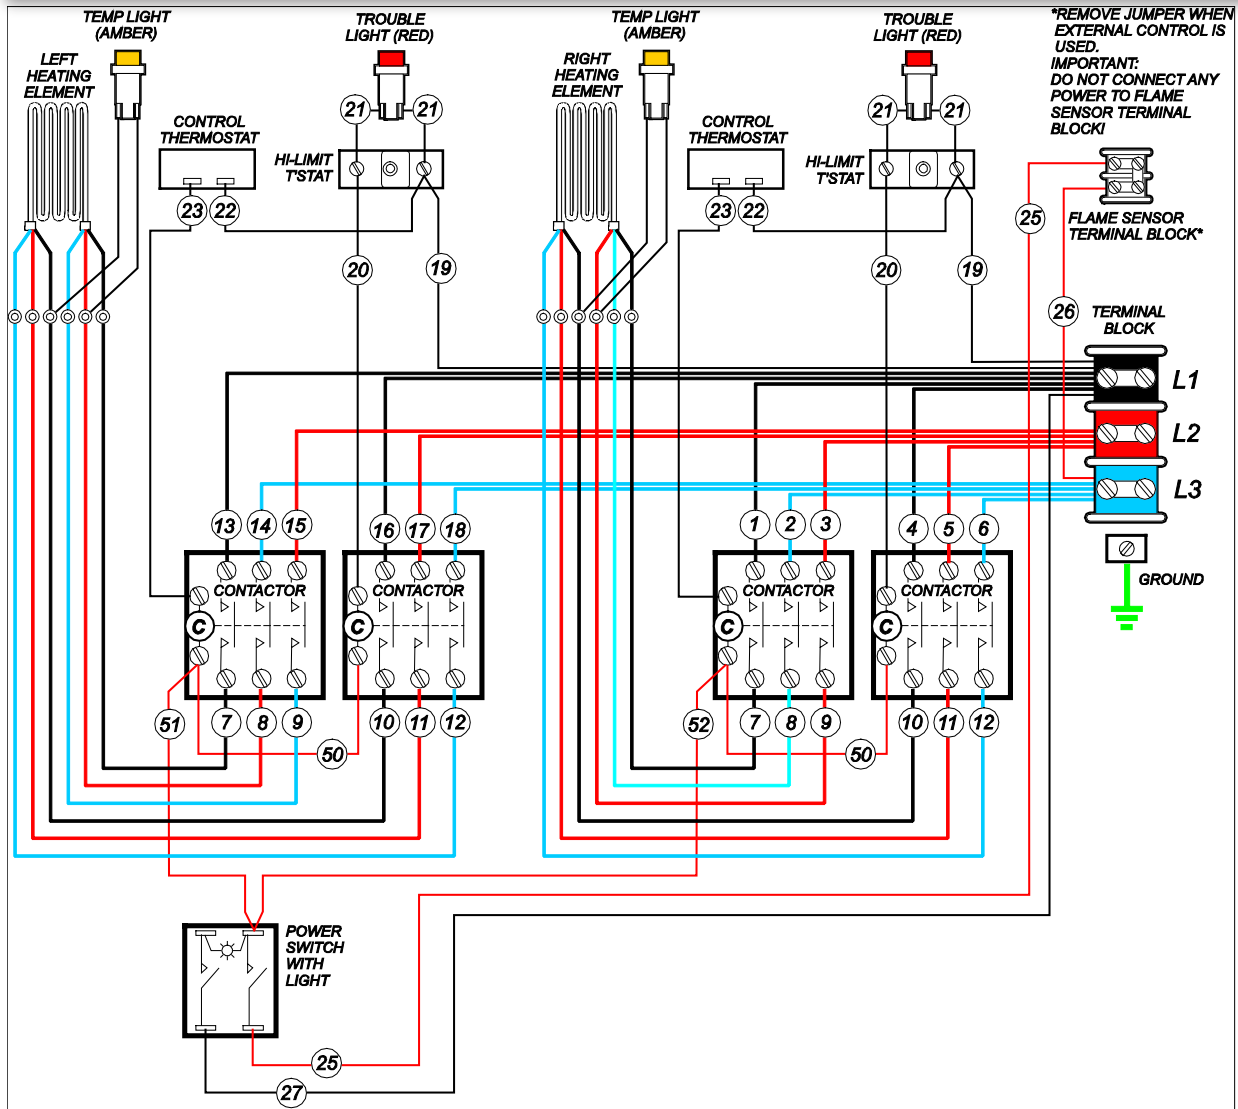 TEMP LIGHT
(AMBER)
TROUBLE
LIGHT (RED)
TEMP LIGHT
(AMBER)
TROUBLE
LIGHT (RED)
*REMOVE JUMPER WHEN
EXTERNAL CONTROL IS
USED.
IMPORTANT:
DO NOT CONNECT ANY
POWER TO FLAME
SENSOR TERMINAL
BLOCK!
LEFT
HEATING
ELEMENT
RIGHT
HEATING
ELEMENT
21 21 21 21
CONTROL
THERMOSTAT
HI-LIMIT
T'STAT
CONTROL
THERMOSTAT
HI-LIMIT
T'STAT
23 22 23 22
25
FLAME SENSOR
TERMINAL BLOCK*
20 19 20 19
26
TERMINAL
BLOCK
L1
L2
L3
13 14 15 16 17 18 1 2 3 4 5 6
GROUND
CONTACTOR CONTACTOR CONTACTOR CONTACTOR
C C C C
51 7 8 9 10 11 12 52 7 8 9 10 11 12
50 50
POWER
SWITCH
WITH
LIGHT
25
27